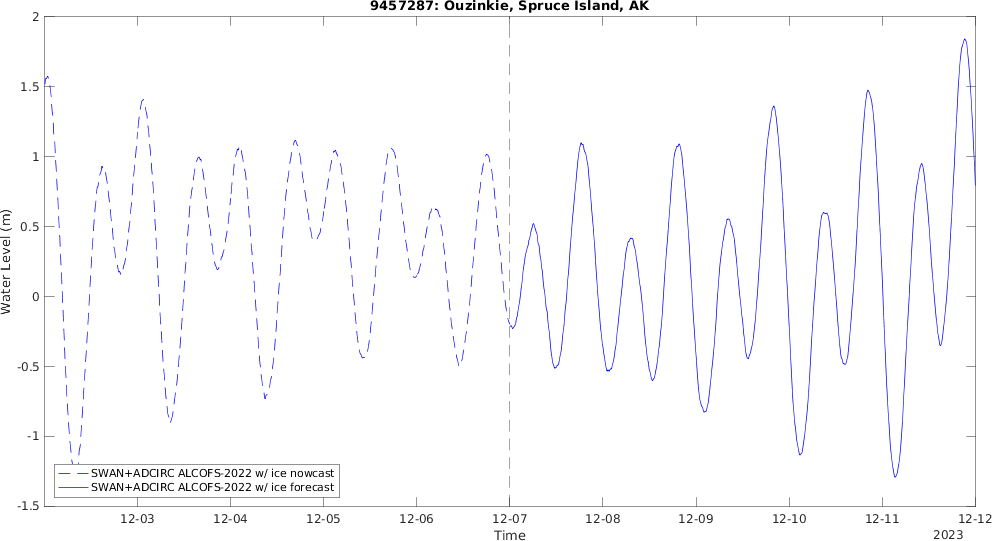 9457287: Ouzinkie, Spruce Island, AK
2
1.5
1
0.5
0
-0.5
-1
-1.5
Water Level (m)
SWAN+ADCIRC ALCOFS-2022 w/ ice nowcast
SWAN+ADCIRC ALCOFS-2022 w/ ice forecast
12-03 12-04 12-05 12-06 12-07 12-08 12-09 12-10 12-11 12-12
Time
2023